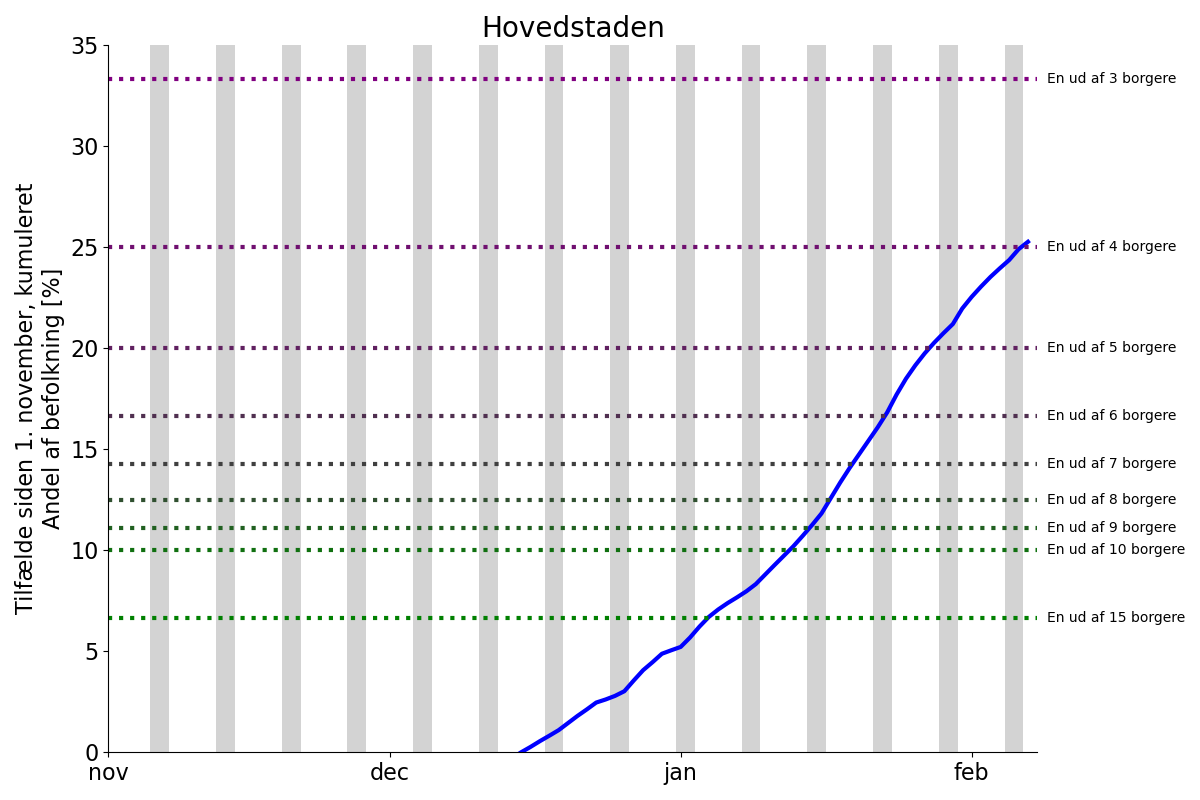 Hovedstaden
Tilfælde siden 1. november, kumuleret
Andel af befolkning [%]
35
30
25
20
15
10
5
0
nov
dec
jan
feb
En ud af 3 borgere
En ud af 4 borgere
En ud af 5 borgere
En ud af 6 borgere
En ud af 7 borgere
En ud af 8 borgere
En ud af 9 borgere
En ud af 10 borgere
En ud af 15 borgere